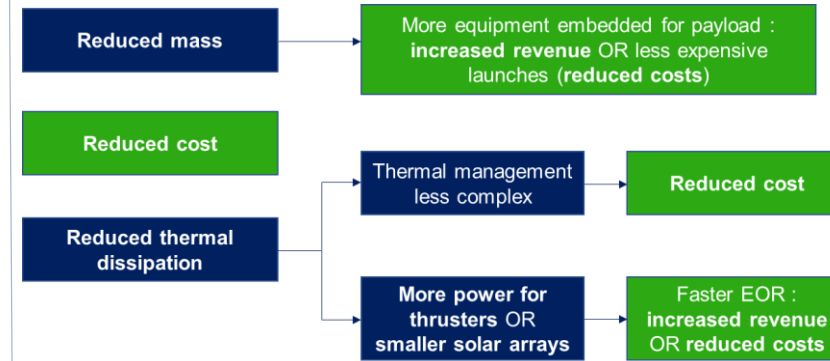 Reduced mass
More equipment embedded for payload :
increased revenue OR less expensive
launches (reduced costs)
Reduced cost
Reduced thermal
dissipation
Thermal management
less complex
Reduced cost
More power for
thrusters OR
smaller solar arrays
Faster EOR :
increased revenue
OR reduced costs